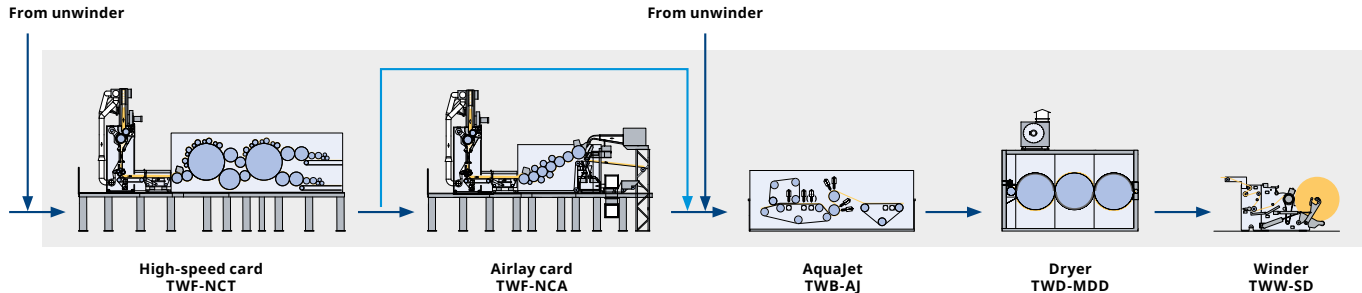 From unwinder
From unwinder
High-speed card
TWF-NCT
Airlay card
TWF-NCA
AquaJet
TWB-AJ
Dryer
TWD-MDD
Winder
TWW-SD